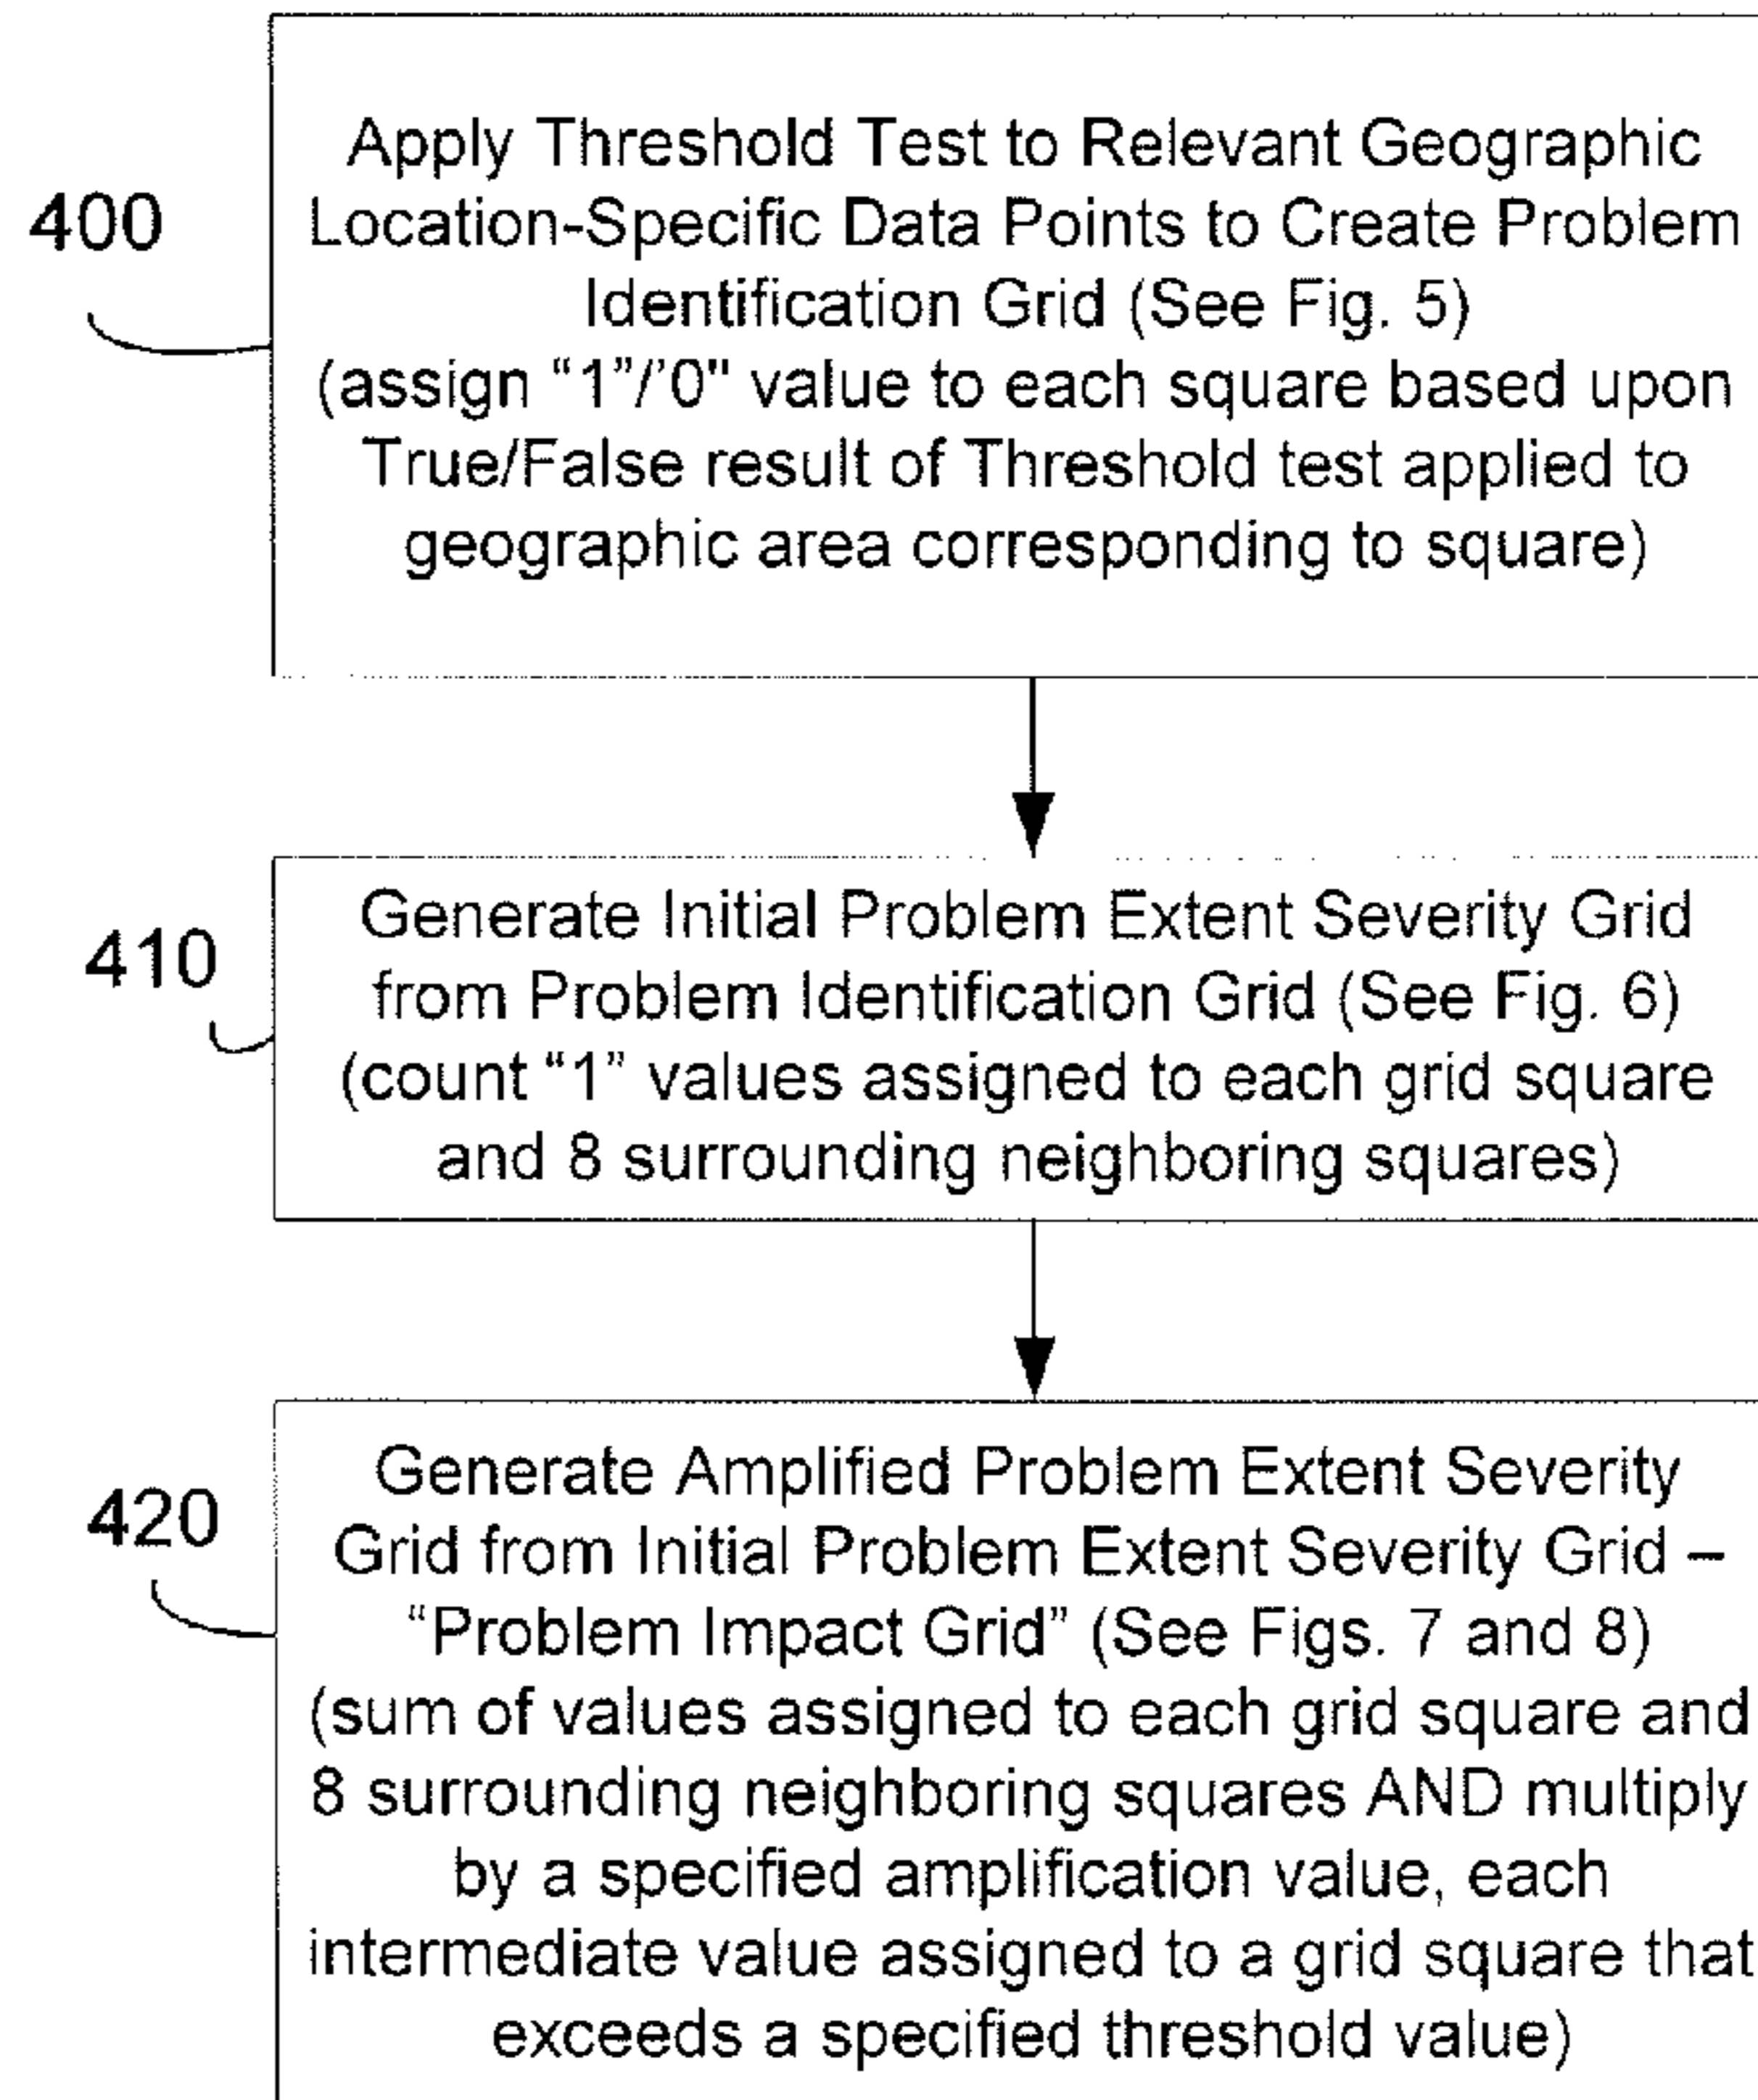 400
Apply Threshold Test to Relevant Geographic
Location-Specific Data Points to Create Problem
Identification Grid (See Fig. 5)
(assign “1”/’0" value to each square based upon
True/False result of Threshold test applied to
geographic area corresponding to square)
410
Generate Initial Problem Extent Severity Grid
from Problem Identification Grid (See Fig. 6)
(count “1” values assigned to each grid square
and 8 surrounding neighboring squares)
420
Generate Amplified Problem Extent Severity
Grid from Initial Problem Extent Severity Grid –
“Problem Impact Grid” (See Figs. 7 and 8)
(sum of values assigned to each grid square and
8 surrounding neighboring squares AND multiply
by a specified amplification value, each
intermediate value assigned to a grid square that
exceeds a specified threshold value)